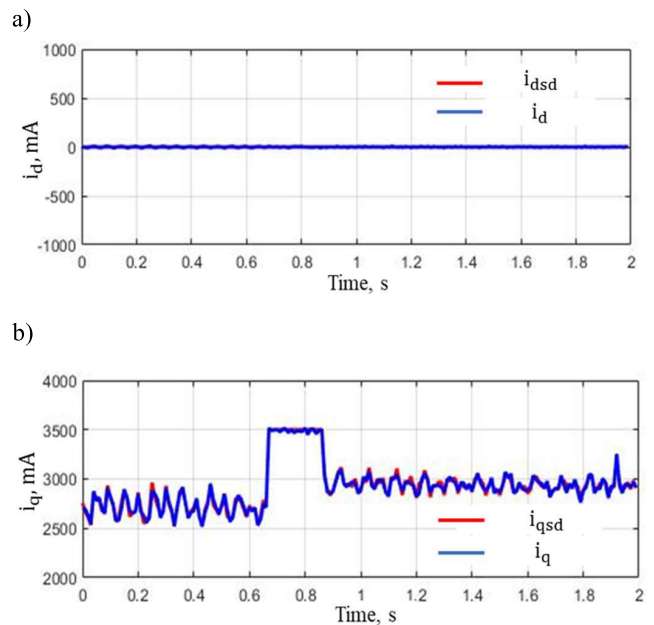 a)
1000
500
0
-500
-1000
i_d, mA
i_dsd
i_d
0 0.2 0.4 0.6 0.8 1 1.2 1.4 1.6 1.8 2
Time, s
b)
4000
3500
3000
2500
2000
i_q, mA
i_qsd
i_q
0 0.2 0.4 0.6 0.8 1 1.2 1.4 1.6 1.8 2
Time, s